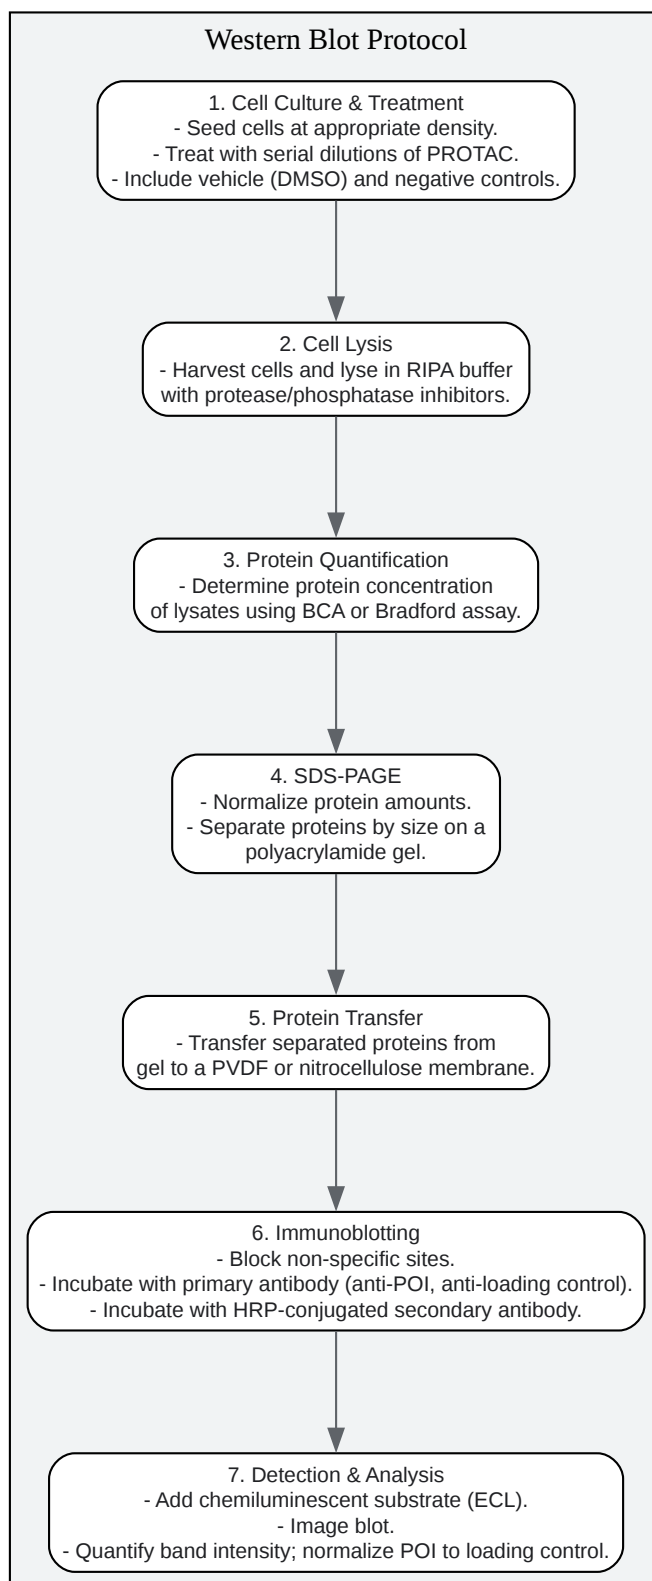 Western Blot Protocol
1. Cell Culture & Treatment
- Seed cells at appropriate density.
- Treat with serial dilutions of PROTAC.
- Include vehicle (DMSO) and negative controls.
2. Cell Lysis
- Harvest cells and lyse in RIPA buffer
with protease/phosphatase inhibitors.
3. Protein Quantification
- Determine protein concentration
of lysates using BCA or Bradford assay.
4. SDS-PAGE
- Normalize protein amounts.
- Separate proteins by size on a
polyacrylamide gel.
5. Protein Transfer
- Transfer separated proteins from
gel to a PVDF or nitrocellulose membrane.
6. Immunoblotting
- Block non-specific sites.
- Incubate with primary antibody (anti-POI, anti-loading control).
- Incubate with HRP-conjugated secondary antibody.
7. Detection & Analysis
- Add chemiluminescent substrate (ECL).
- Image blot.
- Quantify band intensity; normalize POI to loading control.